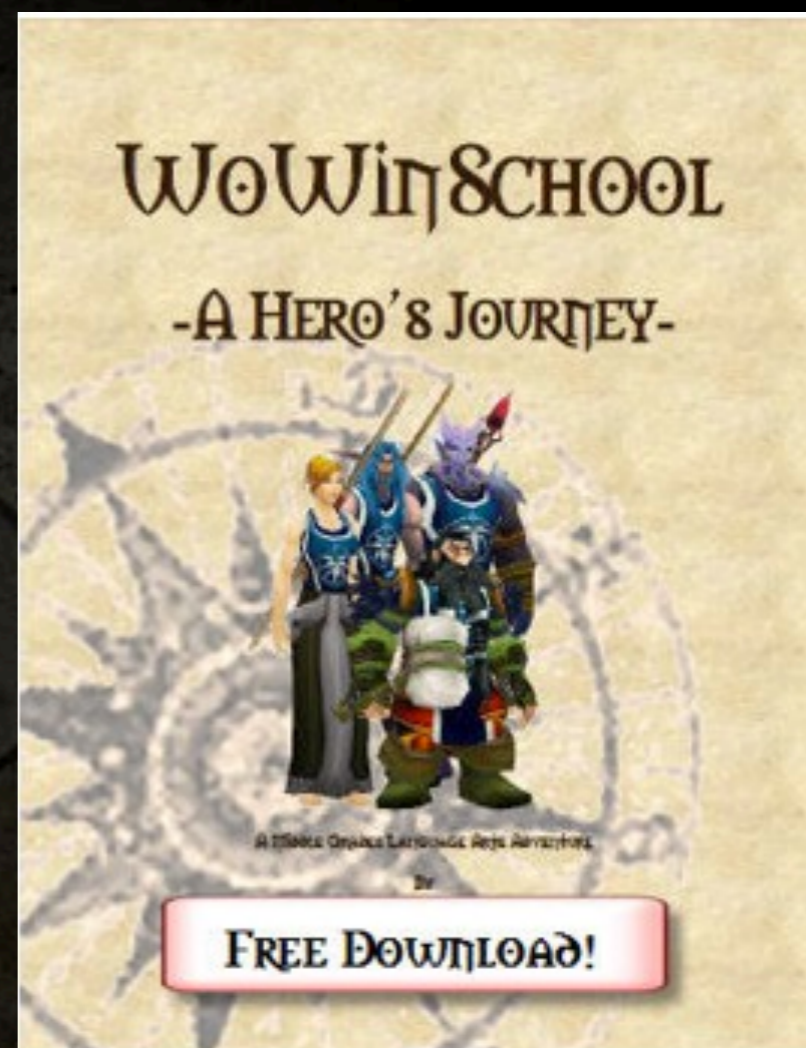 WoWinSchool
-A Hero's Journey-
A Middle Grades Language Arts Adventure
By
Free Download!